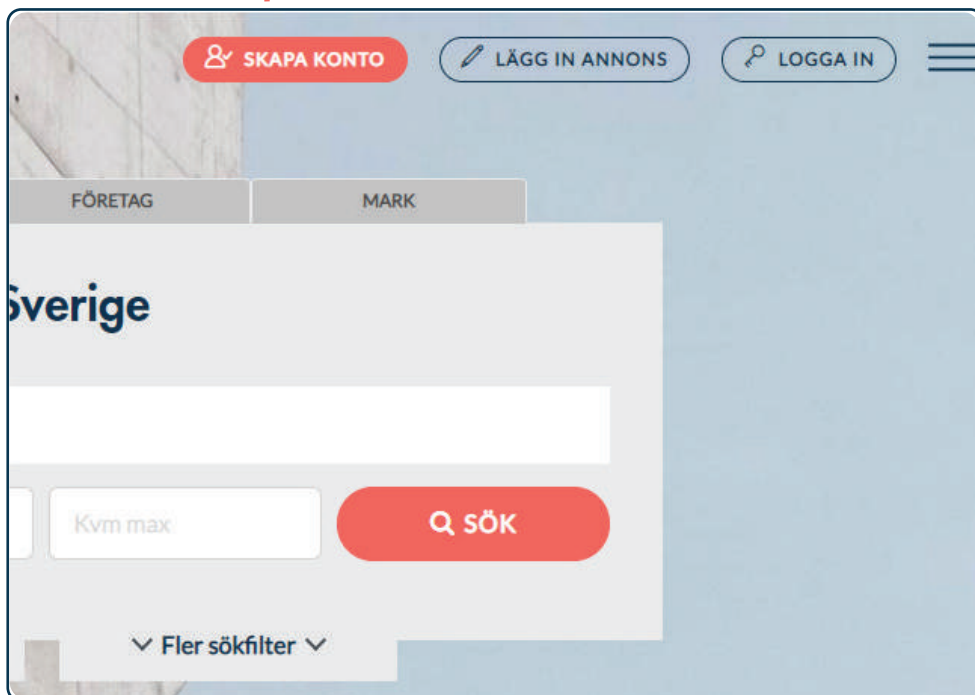 SKAPA KONTO LÄGG IN ANNONS LOGGA IN
FÖRETAG MARK
Sverige
Kvm max SÖK
Fler sökfilter